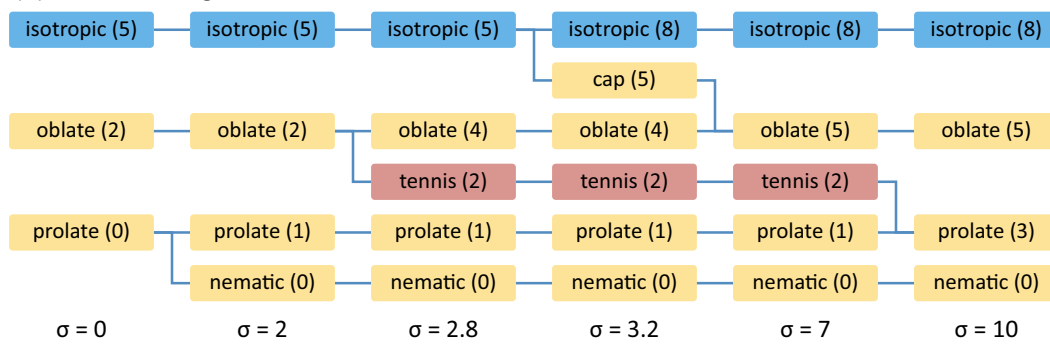 isotropic (5) isotropic (5) isotropic (5) isotropic (8) isotropic (8) isotropic (8)
cap (5)
oblate (2) oblate (2) oblate (4) oblate (4) oblate (5) oblate (5)
tennis (2) tennis (2) tennis (2)
prolate (0) prolate (1) prolate (1) prolate (1) prolate (1) prolate (3)
nematic (0) nematic (0) nematic (0) nematic (0) nematic (0)
σ = 0 σ = 2 σ = 2.8 σ = 3.2 σ = 7 σ = 10